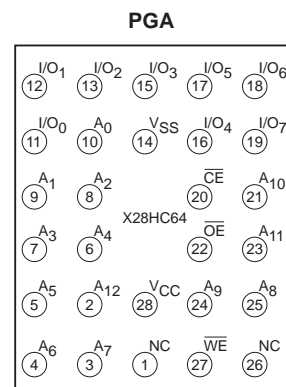 PGA
I/O1 I/O2 I/O3 I/O5 I/O6
12 13 15 17 18
I/O0 A0 VSS I/O4 I/O7
11 10 14 16 19
A1 A2 CE A10
9 8 20 21
X28HC64
A3 A4 OE A11
7 6 22 23
A5 A12 VCC A9 A8
5 2 28 24 25
A6 A7 NC WE NC
4 3 1 27 26